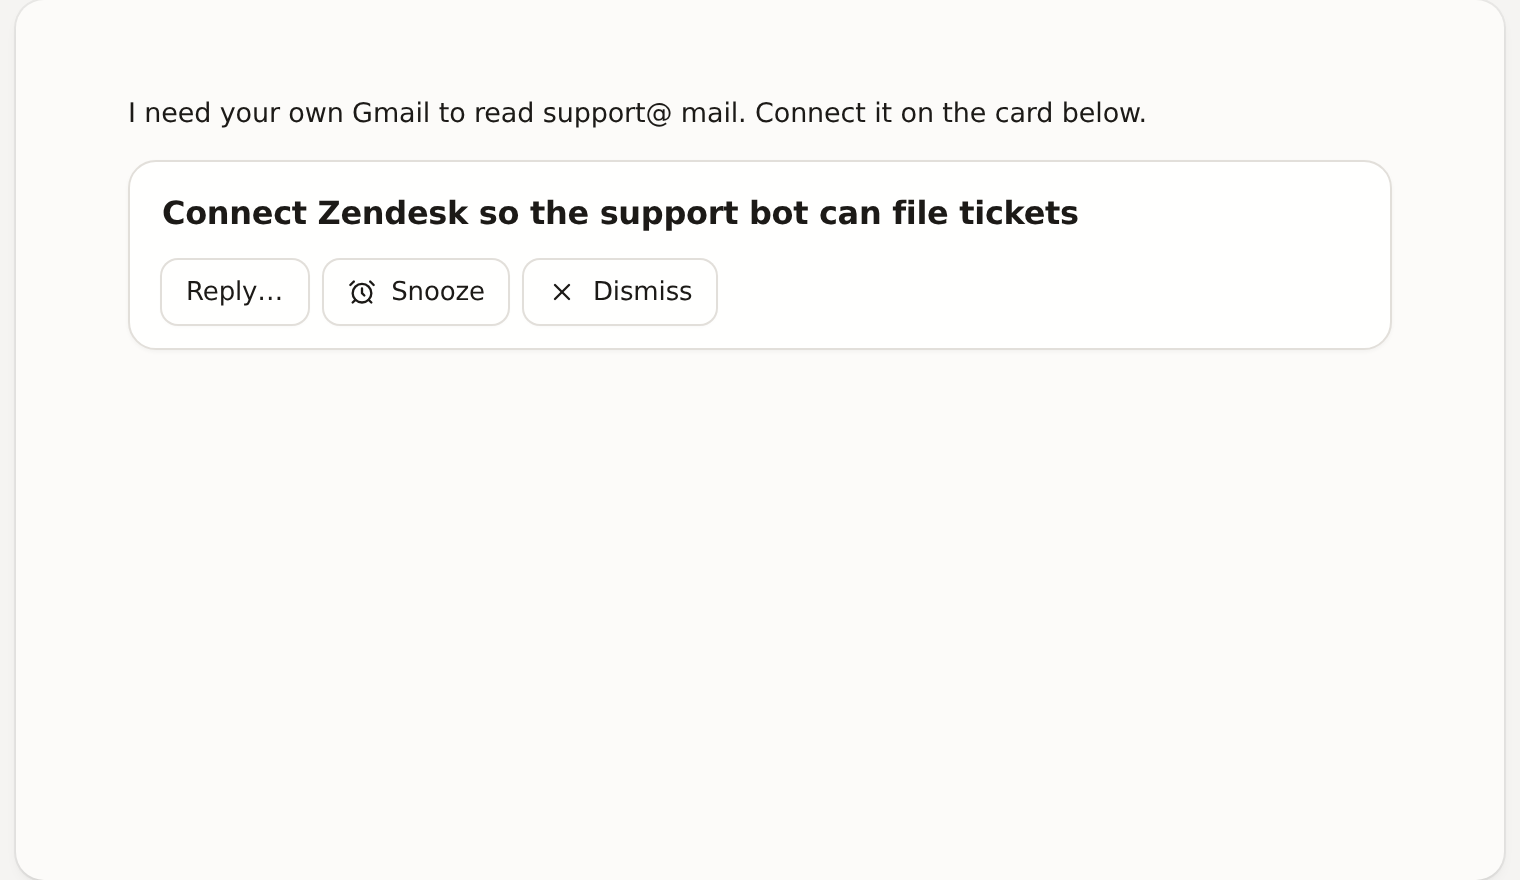 I need your own Gmail to read support@ mail. Connect it on the card below.
Connect Zendesk so the support bot can file tickets
Reply… Snooze Dismiss